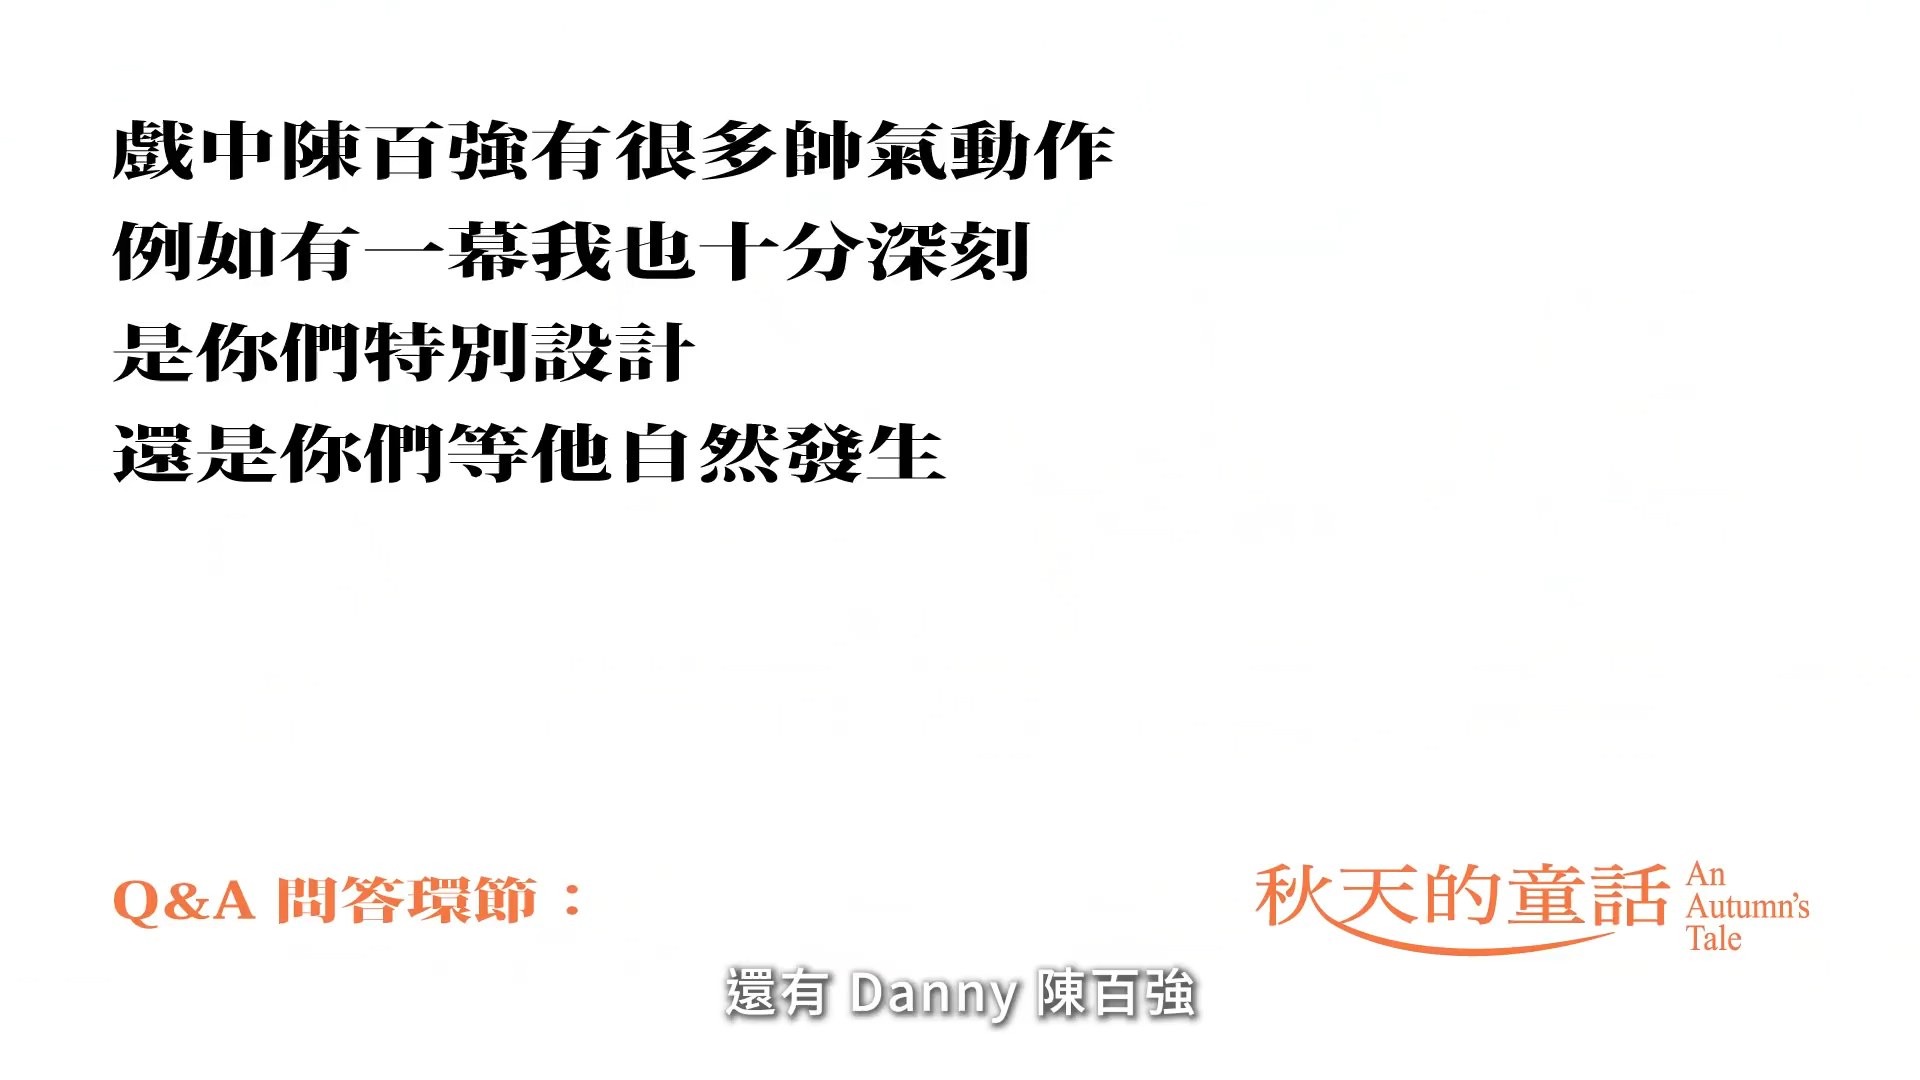 戲中陳百強有很多帥氣動作
例如有一幕我也十分深刻
是你們特別設計
還是你們等他自然發生
Q&A 問答環節：
秋天的童話
An
Autumn's
Tale
還有 Danny 陳百強